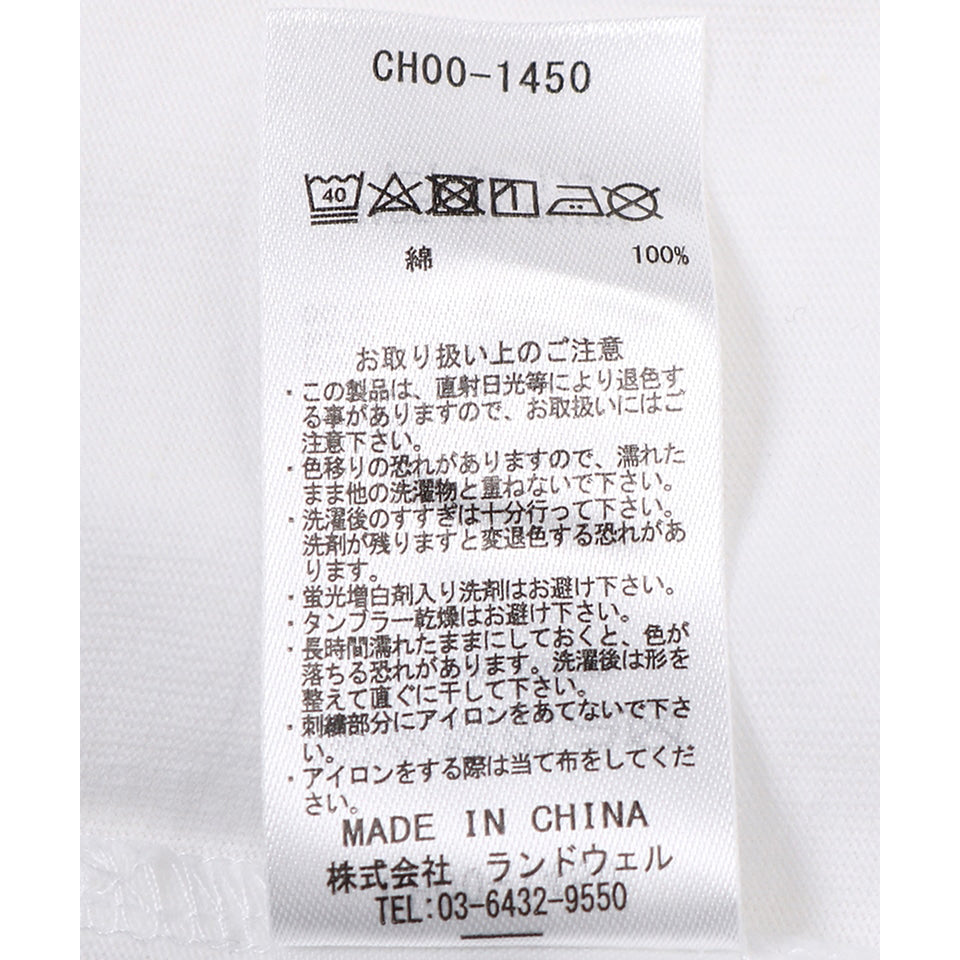 CH00-1450
40
綿 100%
お取り扱い上のご注意
・この製品は、直射日光等により退色す
る事がありますので、お取扱いにはご
注意下さい。
・色移りの恐れがありますので、濡れた
まま他の洗濯物と重ねないで下さい。
・洗濯後のすすぎは十分行って下さい。
洗剤が残りますと変退色する恐れがあ
ります。
・蛍光増白剤入り洗剤はお避け下さい。
・タンブラー乾燥はお避け下さい。
・長時間濡れたままにしておくと、色が
落ちる恐れがあります。洗濯後は形を
整えて直ぐに干して下さい。
・刺繍部分にアイロンをあてないで下さ
い。
・アイロンをする際は当て布をしてくだ
さい。
MADE IN CHINA
株式会社 ランドウェル
TEL:03-6432-9550